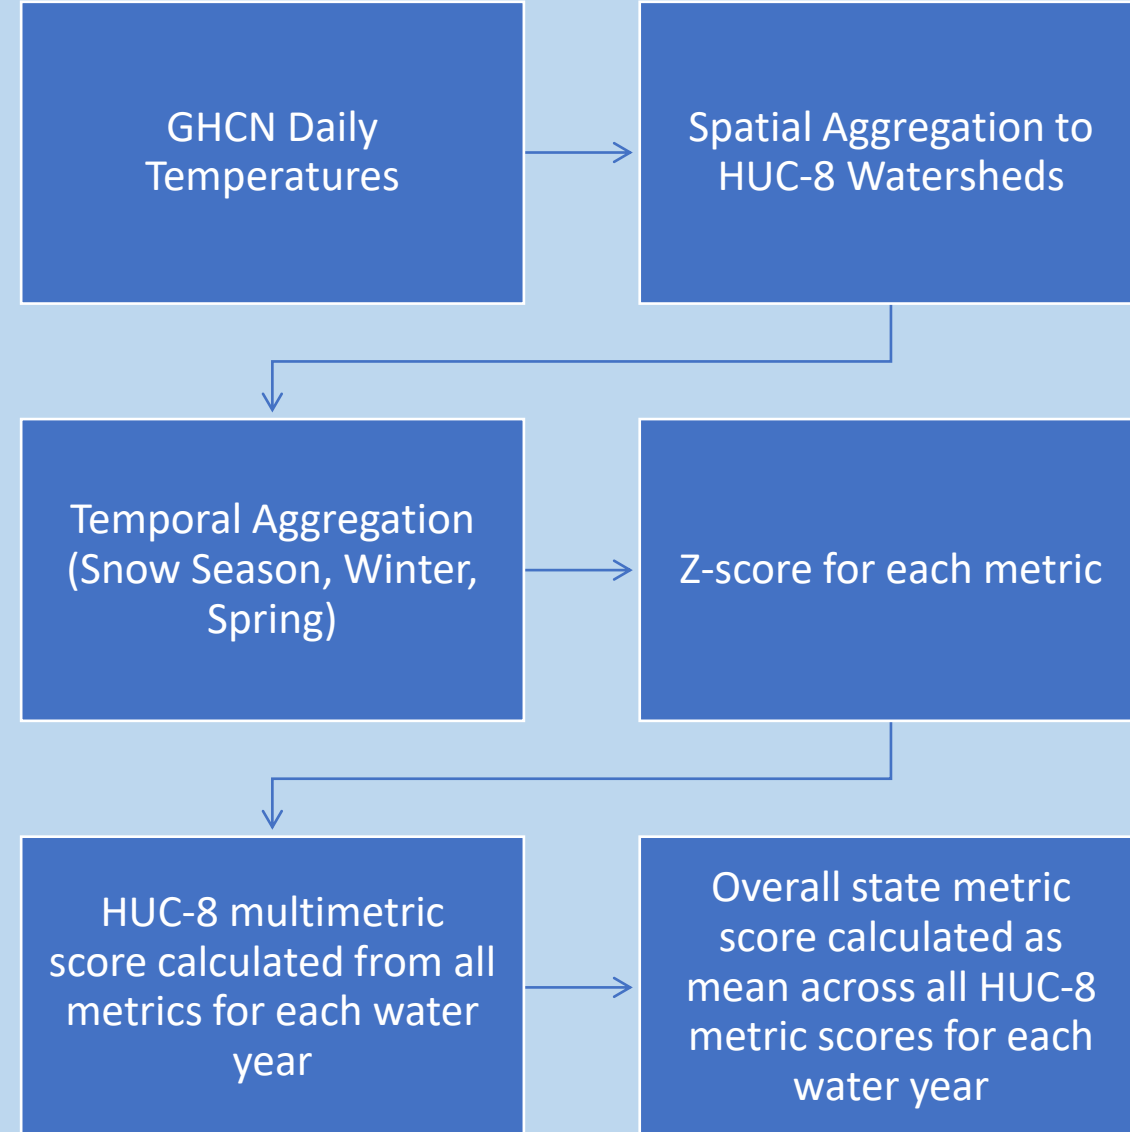 GHCN Daily
Temperatures
Spatial Aggregation to
HUC-8 Watersheds
Temporal Aggregation
(Snow Season, Winter,
Spring)
Z-score for each metric
HUC-8 multimetric
score calculated from all
metrics for each water
year
Overall state metric
score calculated as
mean across all HUC-8
metric scores for each
water year